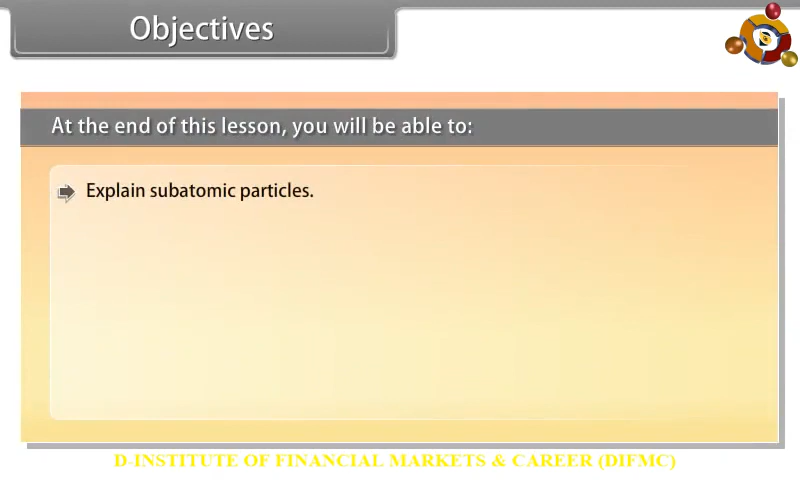 Objectives
At the end of this lesson, you will be able to:
Explain subatomic particles.
D-INSTITUTE OF FINANCIAL MARKETS & CAREER (DIFMC)